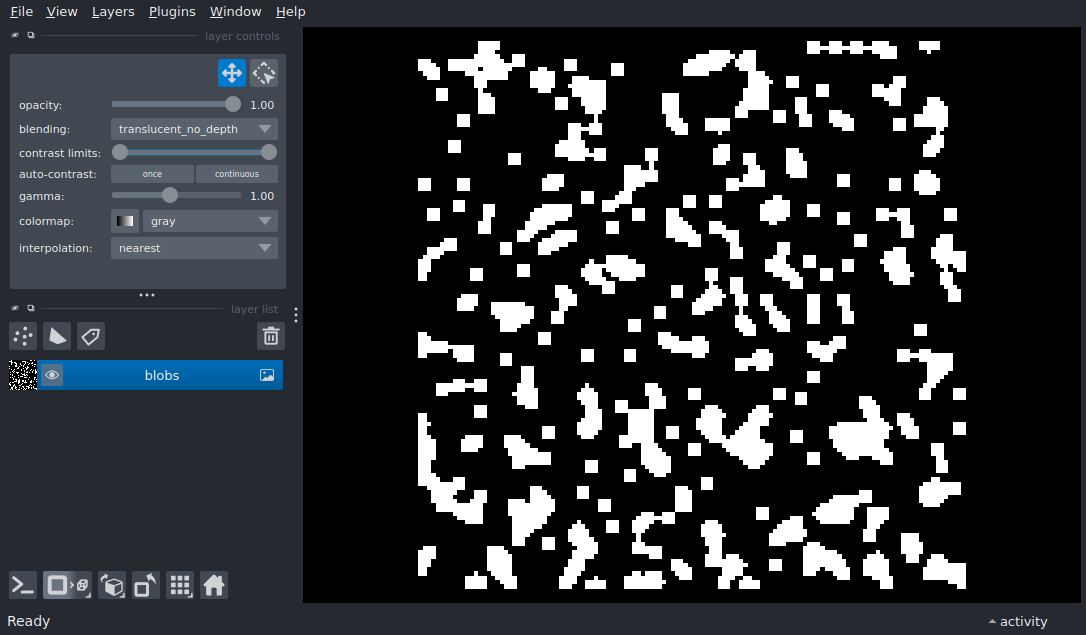 File View Layers Plugins Window Help
layer controls
opacity: 1.00
blending: translucent_no_depth
contrast limits:
auto-contrast: once continuous
gamma: 1.00
colormap: gray
interpolation: nearest
layer list
blobs
Ready activity